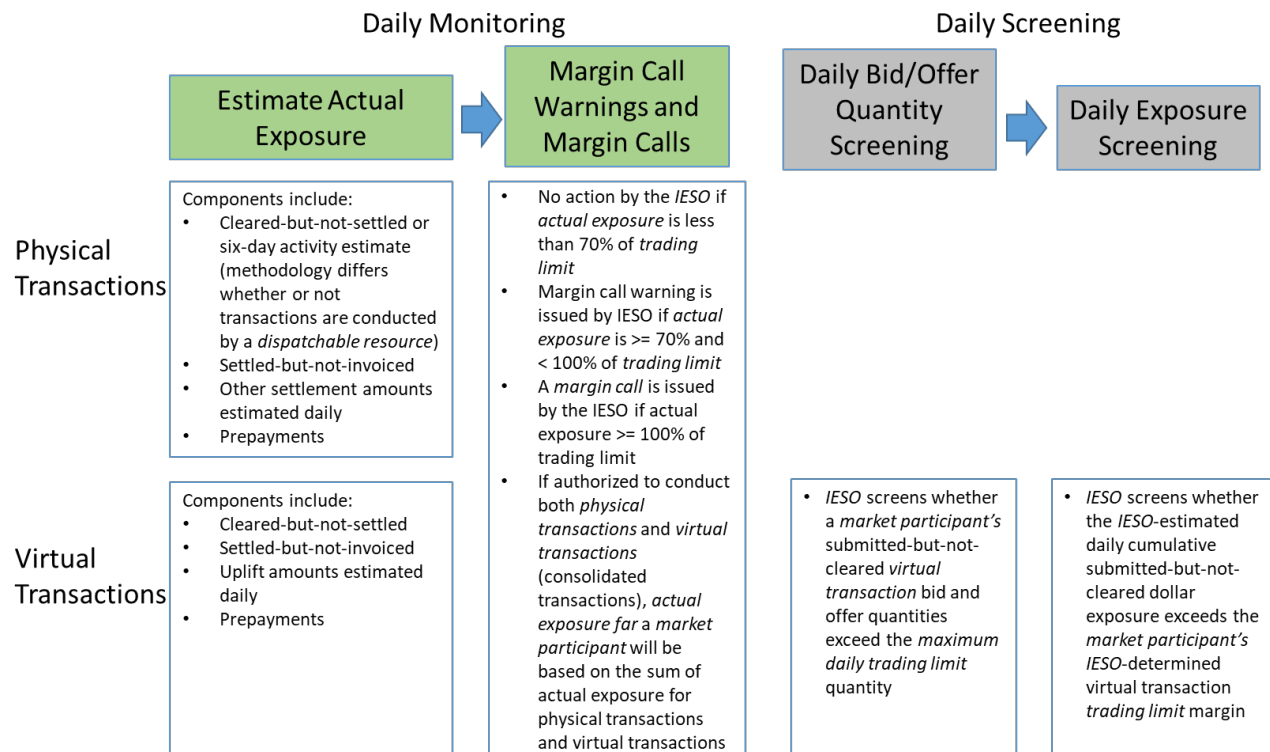 Daily Monitoring
Daily Screening
Estimate Actual
Exposure
Margin Call
Warnings and
Margin Calls
Daily Bid/Offer
Quantity
Screening
Daily Exposure
Screening
Physical
Transactions
Components include:
• Cleared-but-not-settled or
six-day activity estimate
(methodology differs
whether or not
transactions are conducted
by a dispatchable resource)
• Settled-but-not-invoiced
• Other settlement amounts
estimated daily
• Prepayments
• No action by the IESO if
actual exposure is less
than 70% of trading
limit
• Margin call warning is
issued by IESO if actual
exposure is >= 70% and
< 100% of trading limit
• A margin call is issued
by the IESO if actual
exposure >= 100% of
trading limit
• If authorized to conduct
both physical
transactions and virtual
transactions
(consolidated
transactions), actual
exposure far a market
participant will be
based on the sum of
actual exposure for
physical transactions
and virtual transactions
Virtual
Transactions
Components include:
• Cleared-but-not-settled
• Settled-but-not-invoiced
• Uplift amounts estimated
daily
• Prepayments
• IESO screens whether
a market participant's
submitted-but-not-
cleared virtual
transaction bid and
offer quantities
exceed the maximum
daily trading limit
quantity
• IESO screens whether
the IESO-estimated
daily cumulative
submitted-but-not-
cleared dollar
exposure exceeds the
market participant's
IESO-determined
virtual transaction
trading limit margin